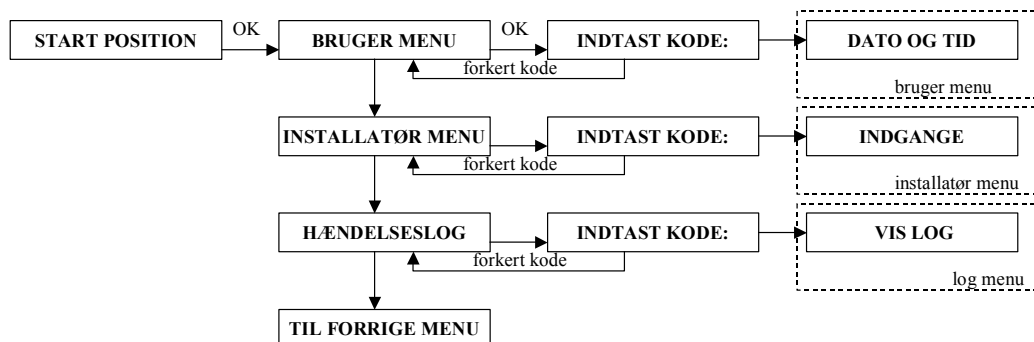 OK
OK
START POSITION
BRUGER MENU
INDTAST KODE:
DATO OG TID
forkert kode
bruger menu
INSTALLATØR MENU
INDTAST KODE:
INDGANGE
forkert kode
installatør menu
HÆNDELSESLOG
INDTAST KODE:
VIS LOG
forkert kode
log menu
TIL FORRIGE MENU